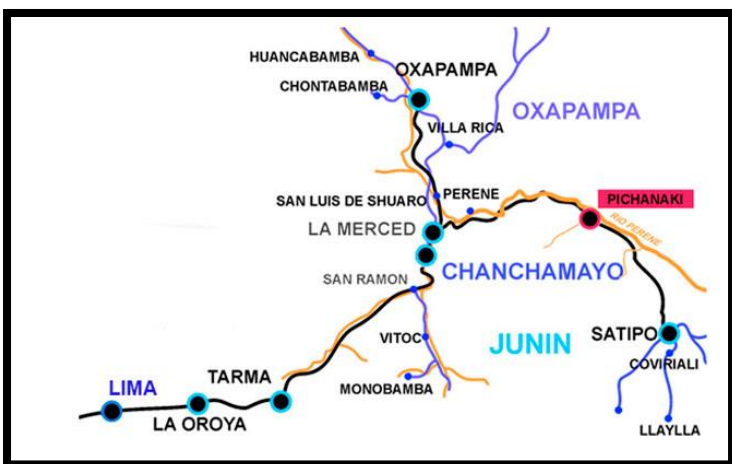 HUANCABAMBA
OXAPAMPA
CHONTABAMBA
OXAPAMPA
VILLA RICA
PERENE
PICHANAKI
SAN LUIS DE SHUARO
RIO PERENE
LA MERCED
CHANCHAMAYO
SAN RAMON
VITOC
JUNIN
SATIPO
COVIRIALI
TARMA
MONOBAMBA
LIMA
LA OROYA
LLAYLLA